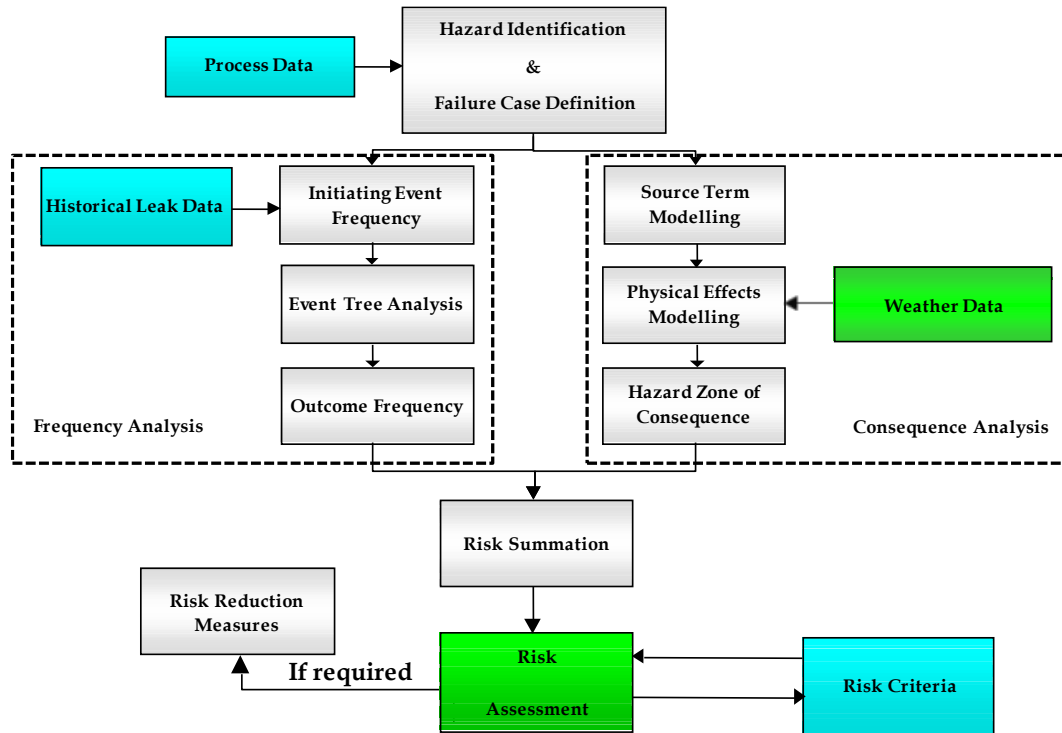 Hazard Identification
&
Failure Case Definition
Process Data
Historical Leak Data
Initiating Event
Frequency
Source Term
Modelling
Event Tree Analysis
Physical Effects
Modelling
Weather Data
Outcome Frequency
Hazard Zone of
Consequence
Frequency Analysis
Consequence Analysis
Risk Summation
Risk Reduction
Measures
If required
Risk
Assessment
Risk Criteria